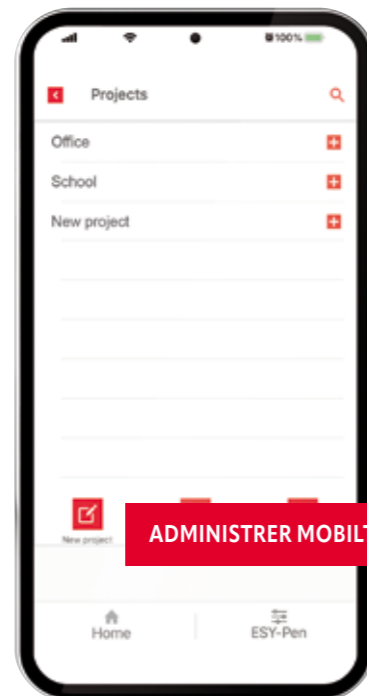 100%
Projects
Office
School
New project
New project
ADMINISTRER MOBILT
Home
ESY-Pen